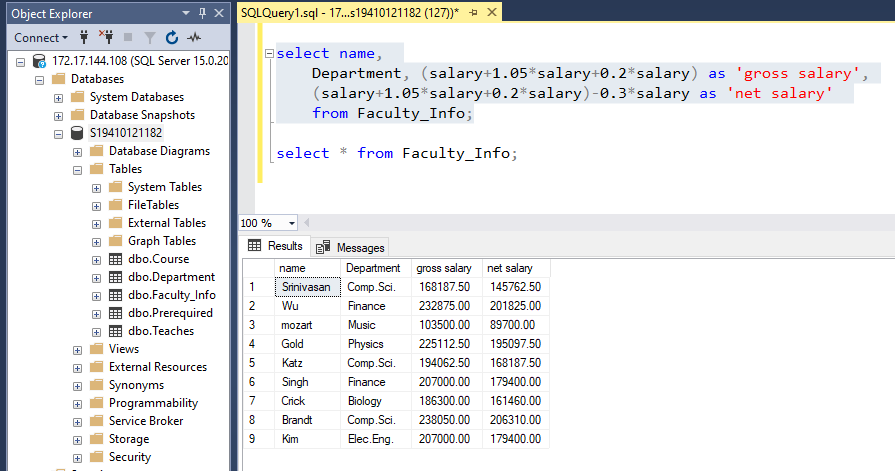 Object Explorer
Connect
172.17.144.108 (SQL Server 15.0.20
Databases
System Databases
Database Snapshots
S19410121182
Database Diagrams
Tables
System Tables
FileTables
External Tables
Graph Tables
dbo.Course
dbo.Department
dbo.Faculty_Info
dbo.Prerequired
dbo.Teaches
Views
External Resources
Synonyms
Programmability
Service Broker
Storage
Security
SQLQuery1.sql - 17...s19410121182 (127))*
select name,
Department, (salary+1.05*salary+0.2*salary) as 'gross salary',
(salary+1.05*salary+0.2*salary)-0.3*salary as 'net salary'
from Faculty_Info;
select * from Faculty_Info;
100 %
Results Messages
name Department gross salary net salary
1 Srinivasan Comp.Sci. 168187.50 145762.50
2 Wu Finance 232875.00 201825.00
3 mozart Music 103500.00 89700.00
4 Gold Physics 225112.50 195097.50
5 Katz Comp.Sci. 194062.50 168187.50
6 Singh Finance 207000.00 179400.00
7 Crick Biology 186300.00 161460.00
8 Brandt Comp.Sci. 238050.00 206310.00
9 Kim Elec.Eng. 207000.00 179400.00